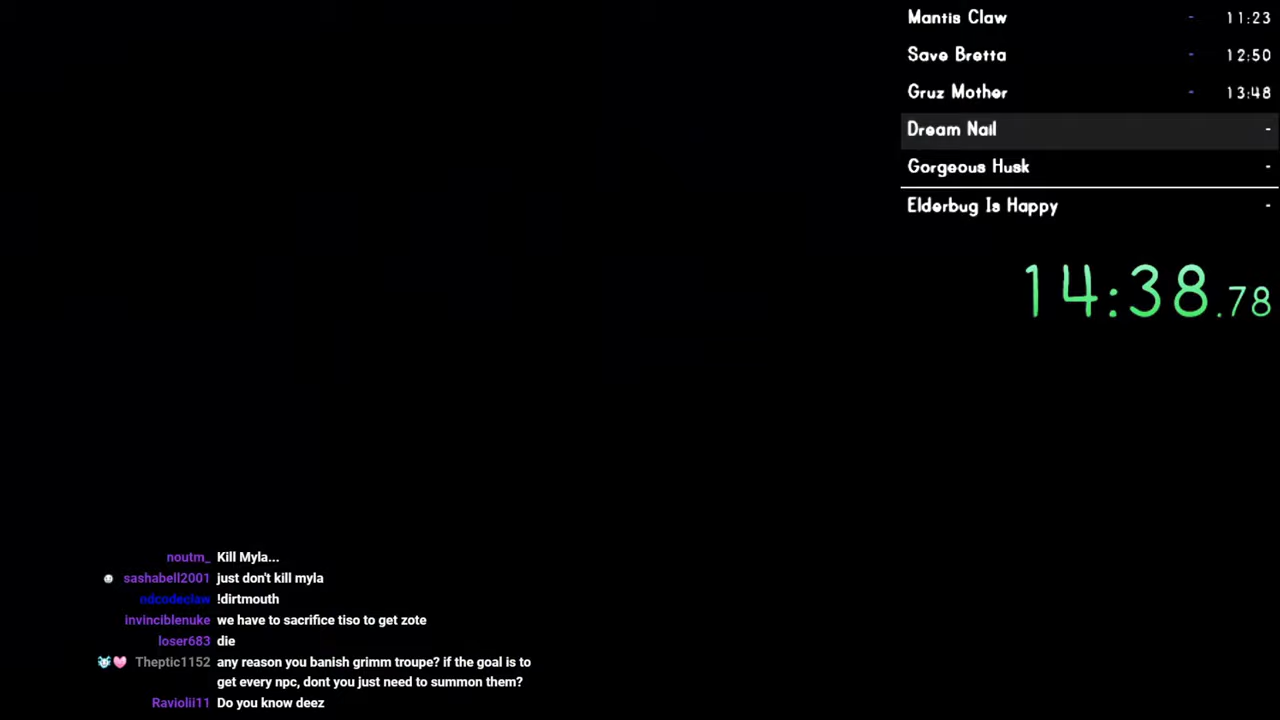 Mantis Claw - 11:23
Save Bretta - 12:50
Gruz Mother - 13:48
Dream Nail -
Gorgeous Husk -
Elderbug Is Happy -
14:38.78
noutm_ Kill Myla...
sashabell2001 just don't kill myla
edcodeclaw !dirtmouth
invinciblenuke we have to sacrifice tiso to get zote
loser683 die
Theptic1152 any reason you banish grimm troupe? if the goal is to
get every npc, dont you just need to summon them?
Raviolii11 Do you know deez